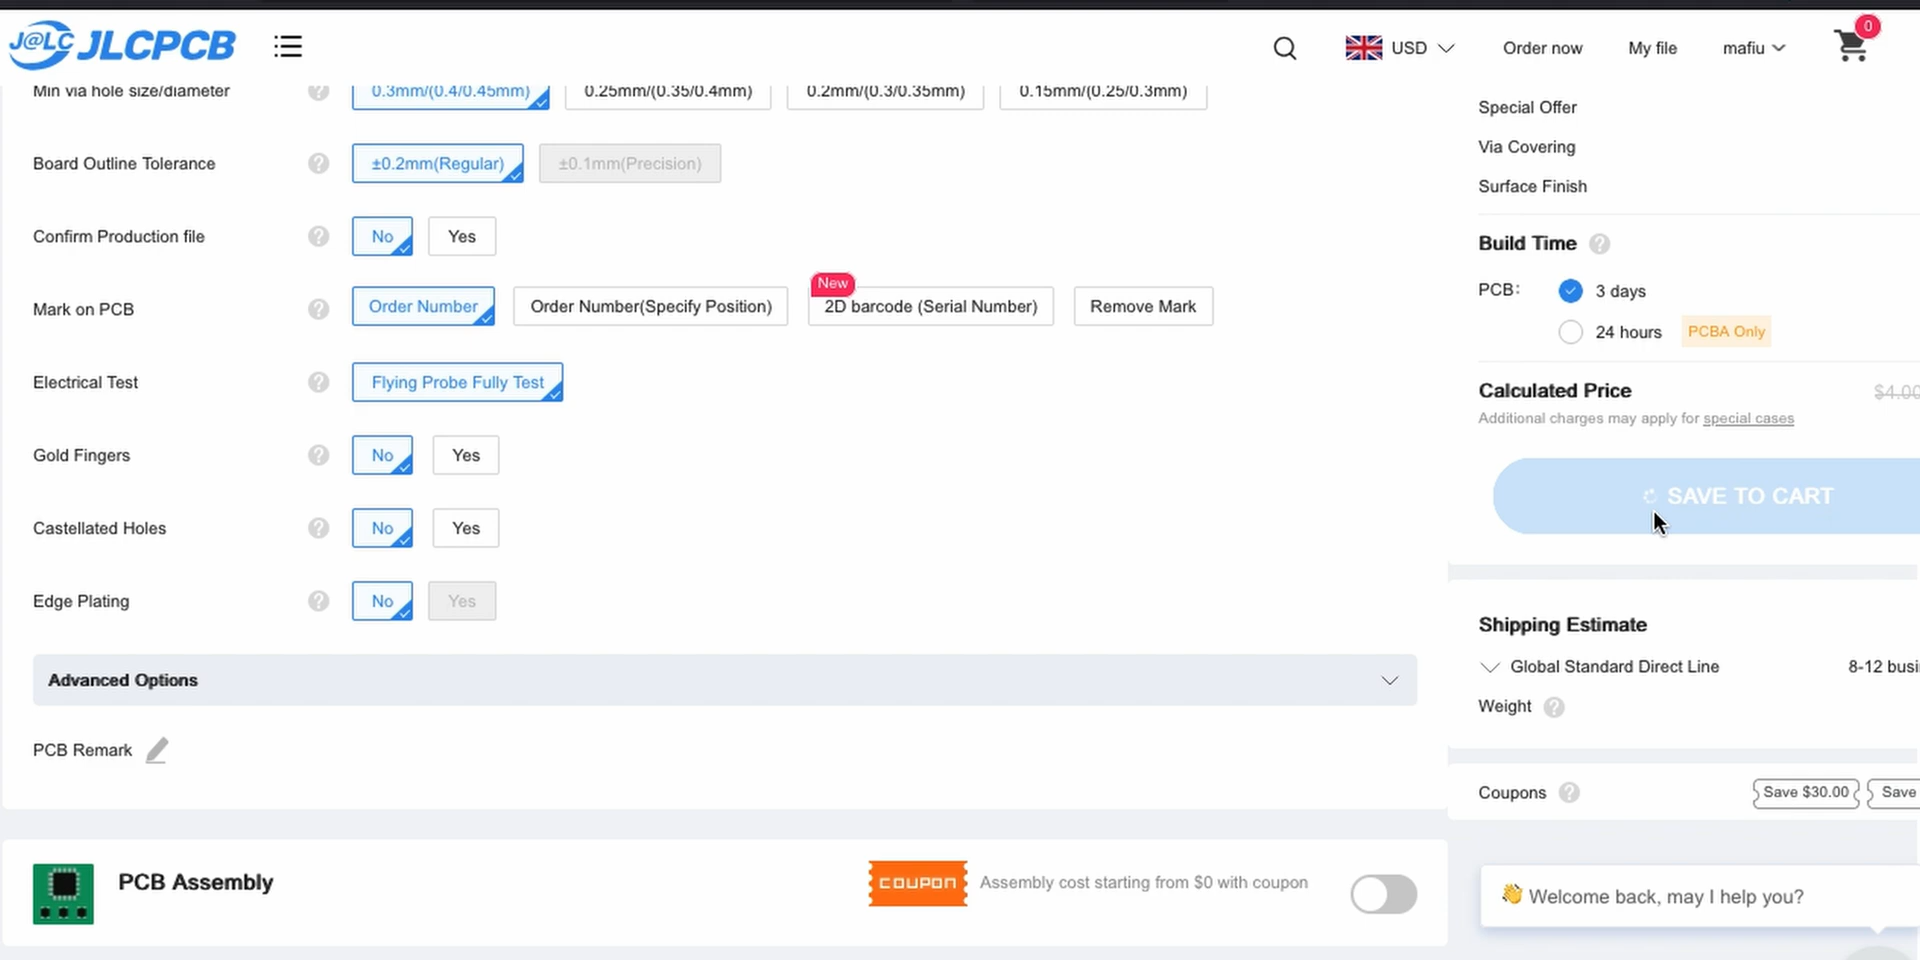 J@LC JLCPCB
USD
Order now
My file
mafiu
0
Min via hole size/diameter
0.3mm/(0.4/0.45mm)
0.25mm/(0.35/0.4mm)
0.2mm/(0.3/0.35mm)
0.15mm/(0.25/0.3mm)
Board Outline Tolerance
±0.2mm(Regular)
±0.1mm(Precision)
Confirm Production file
No
Yes
Mark on PCB
Order Number
Order Number(Specify Position)
New
2D barcode (Serial Number)
Remove Mark
Electrical Test
Flying Probe Fully Test
Gold Fingers
No
Yes
Castellated Holes
No
Yes
Edge Plating
No
Yes
Advanced Options
PCB Remark
PCB Assembly
COUPON
Assembly cost starting from $0 with coupon
Special Offer
Via Covering
Surface Finish
Build Time
PCB:
3 days
24 hours
PCBA Only
Calculated Price
$4.00
Additional charges may apply for special cases
SAVE TO CART
Shipping Estimate
Global Standard Direct Line
8-12 busi
Weight
Coupons
Save $30.00
Save
Welcome back, may I help you?